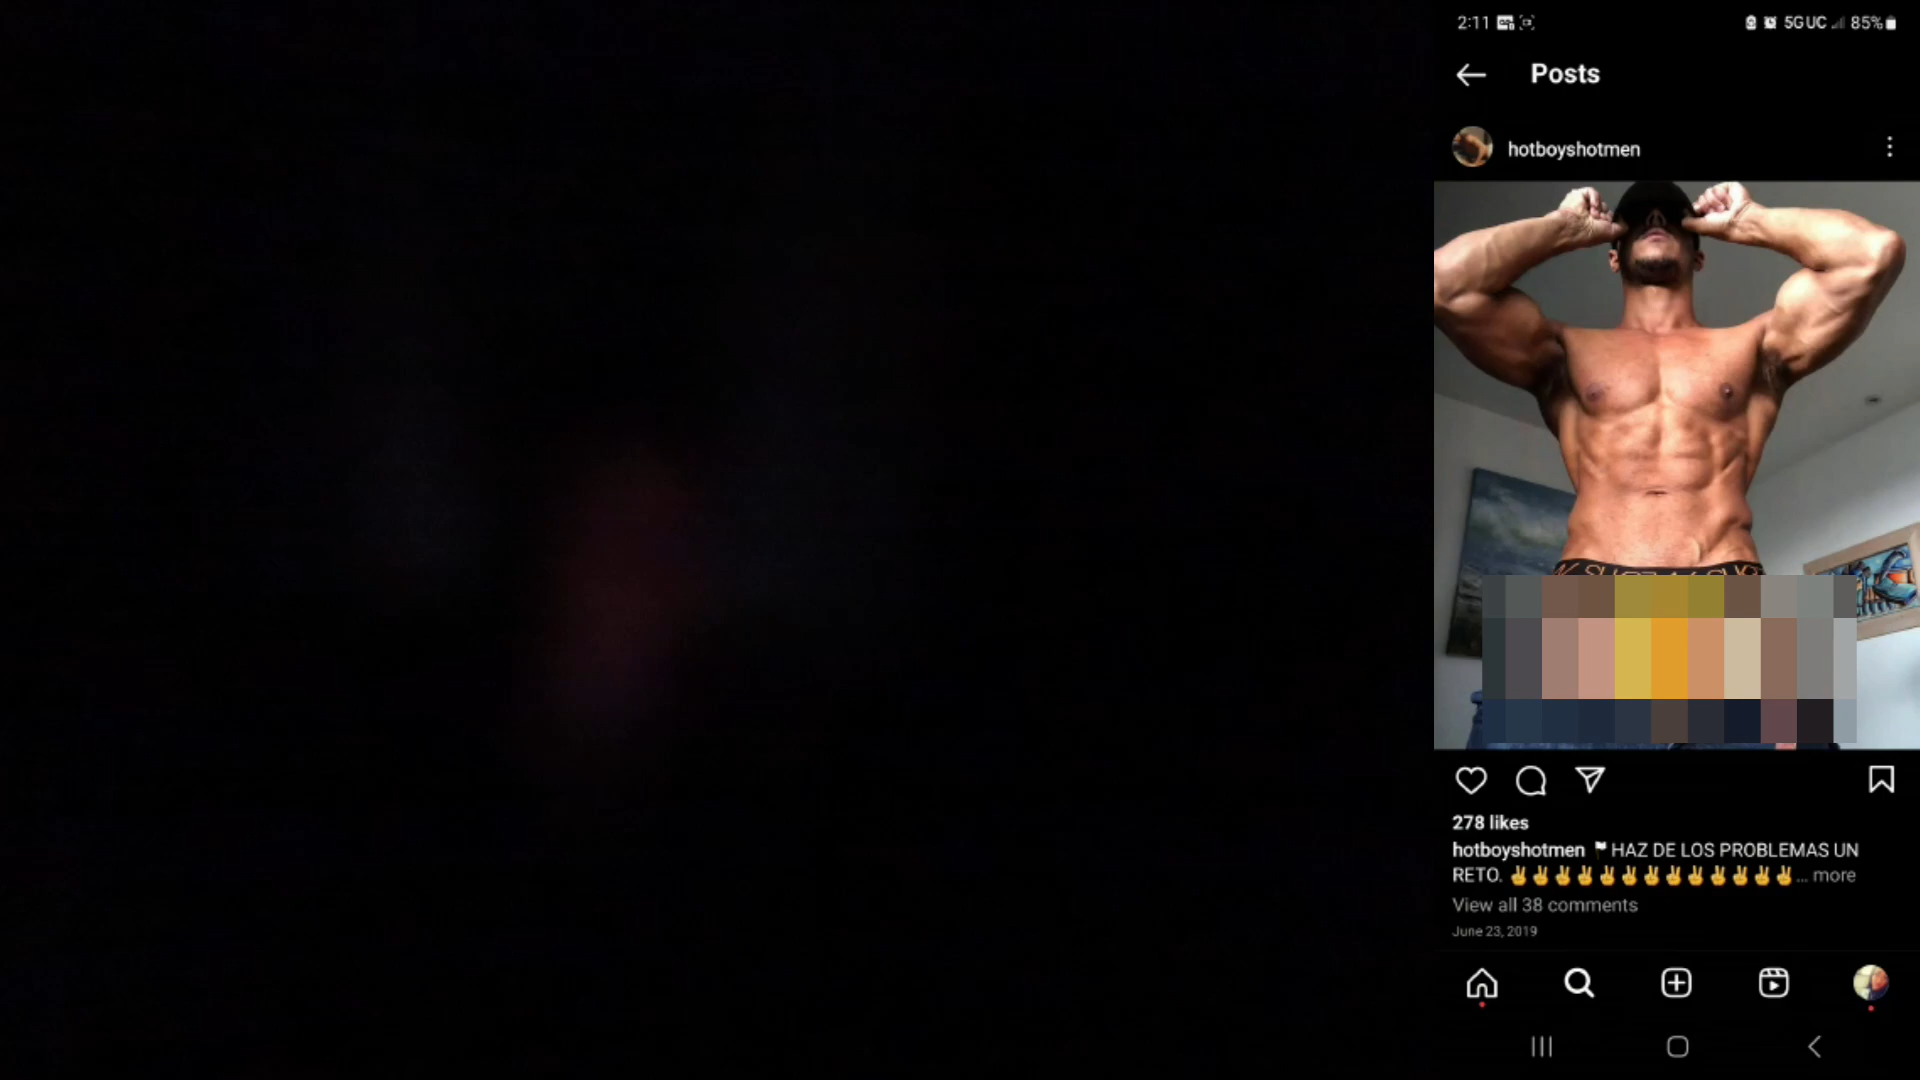 2:11 5G UC 85%
Posts
hotboyshotmen
278 likes
hotboyshotmen HAZ DE LOS PROBLEMAS UN
RETO. ✌✌✌✌✌✌✌✌✌✌✌✌✌... more
View all 38 comments
June 23, 2019